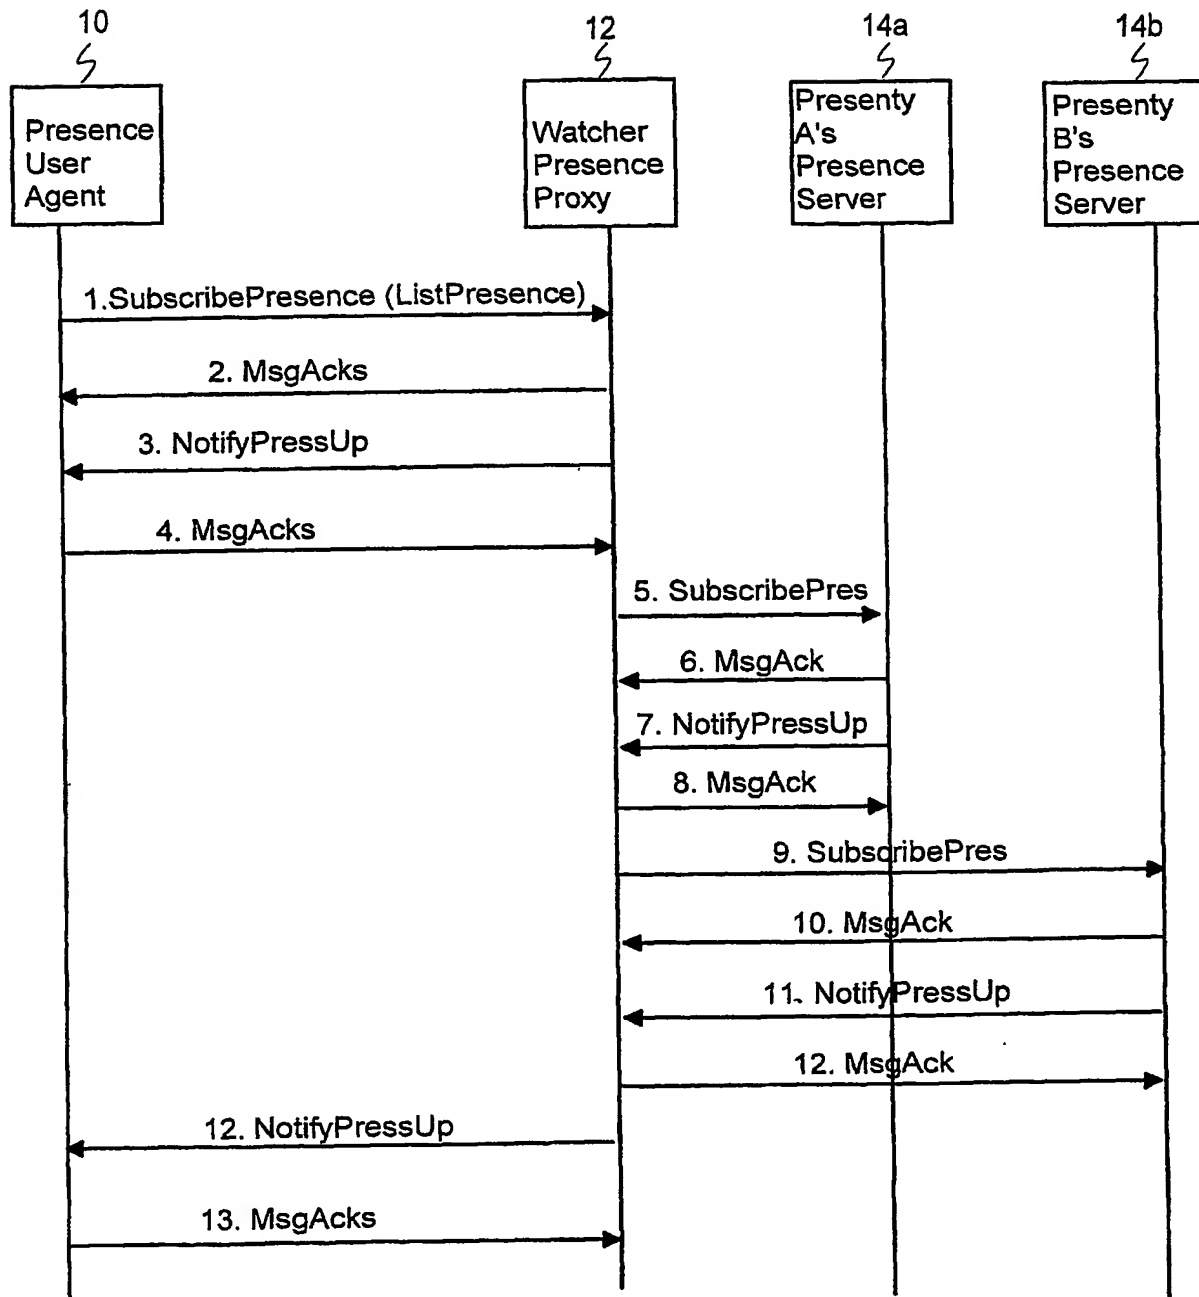 10
12
14a
14b
Presence
User
Agent
Watcher
Presence
Proxy
Presenty
A's
Presence
Server
Presenty
B's
Presence
Server
1.SubscribePresence (ListPresence)
2. MsgAcks
3. NotifyPressUp
4. MsgAcks
5. SubscribePres
6. MsgAck
7. NotifyPressUp
8. MsgAck
9. SubscribePres
10. MsgAck
11. NotifyPressUp
12. MsgAck
12. NotifyPressUp
13. MsgAcks